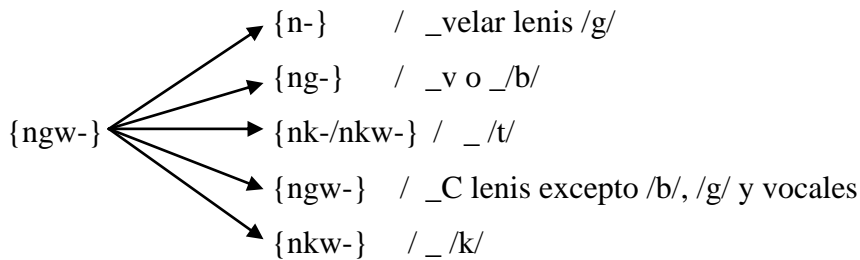 {n-} / _velar lenis /g/
{ng-} / _v o _/b/
{ngw-} {nk-/nkw-} / _ /t/
{ngw-} / _C lenis excepto /b/, /g/ y vocales
{nkw-} / _ /k/